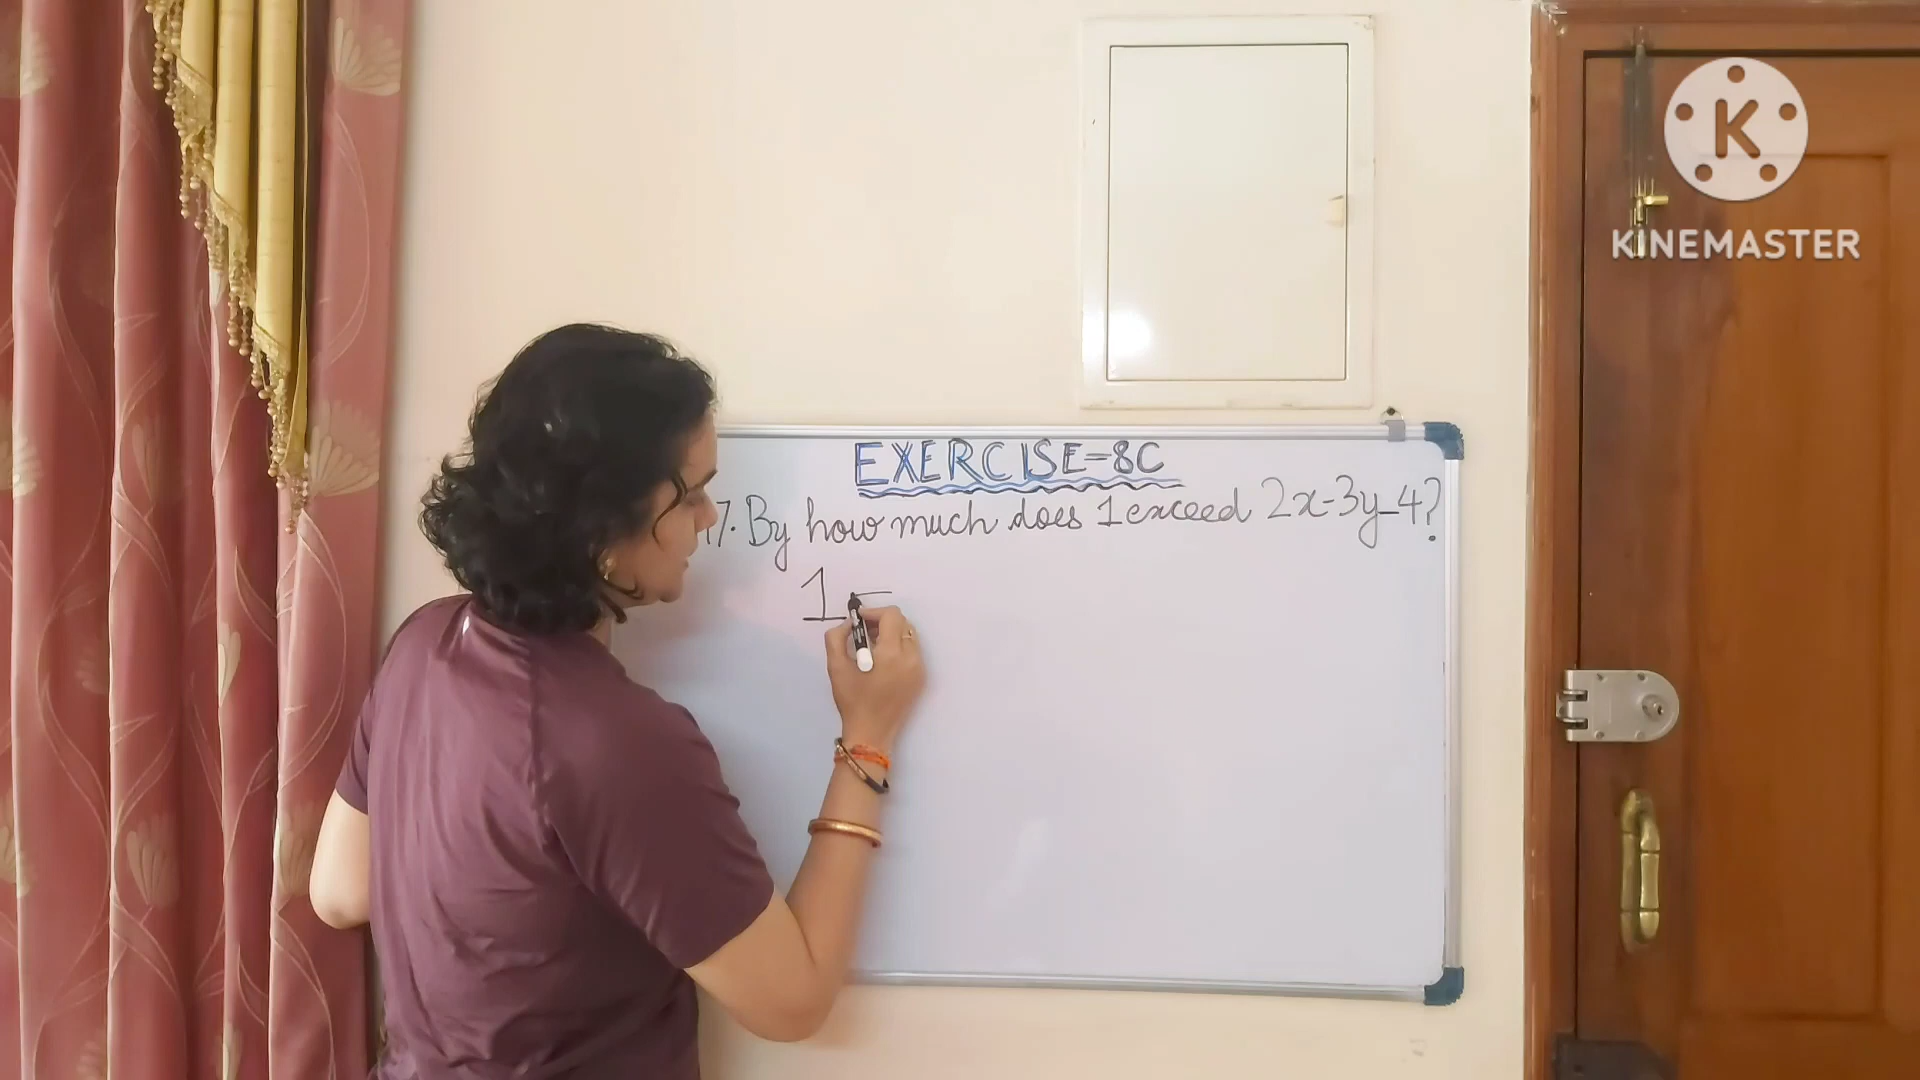 EXERCISE-8C
17. By how much does 1 exceed 2x-3y-4?
1-
K
KINEMASTER